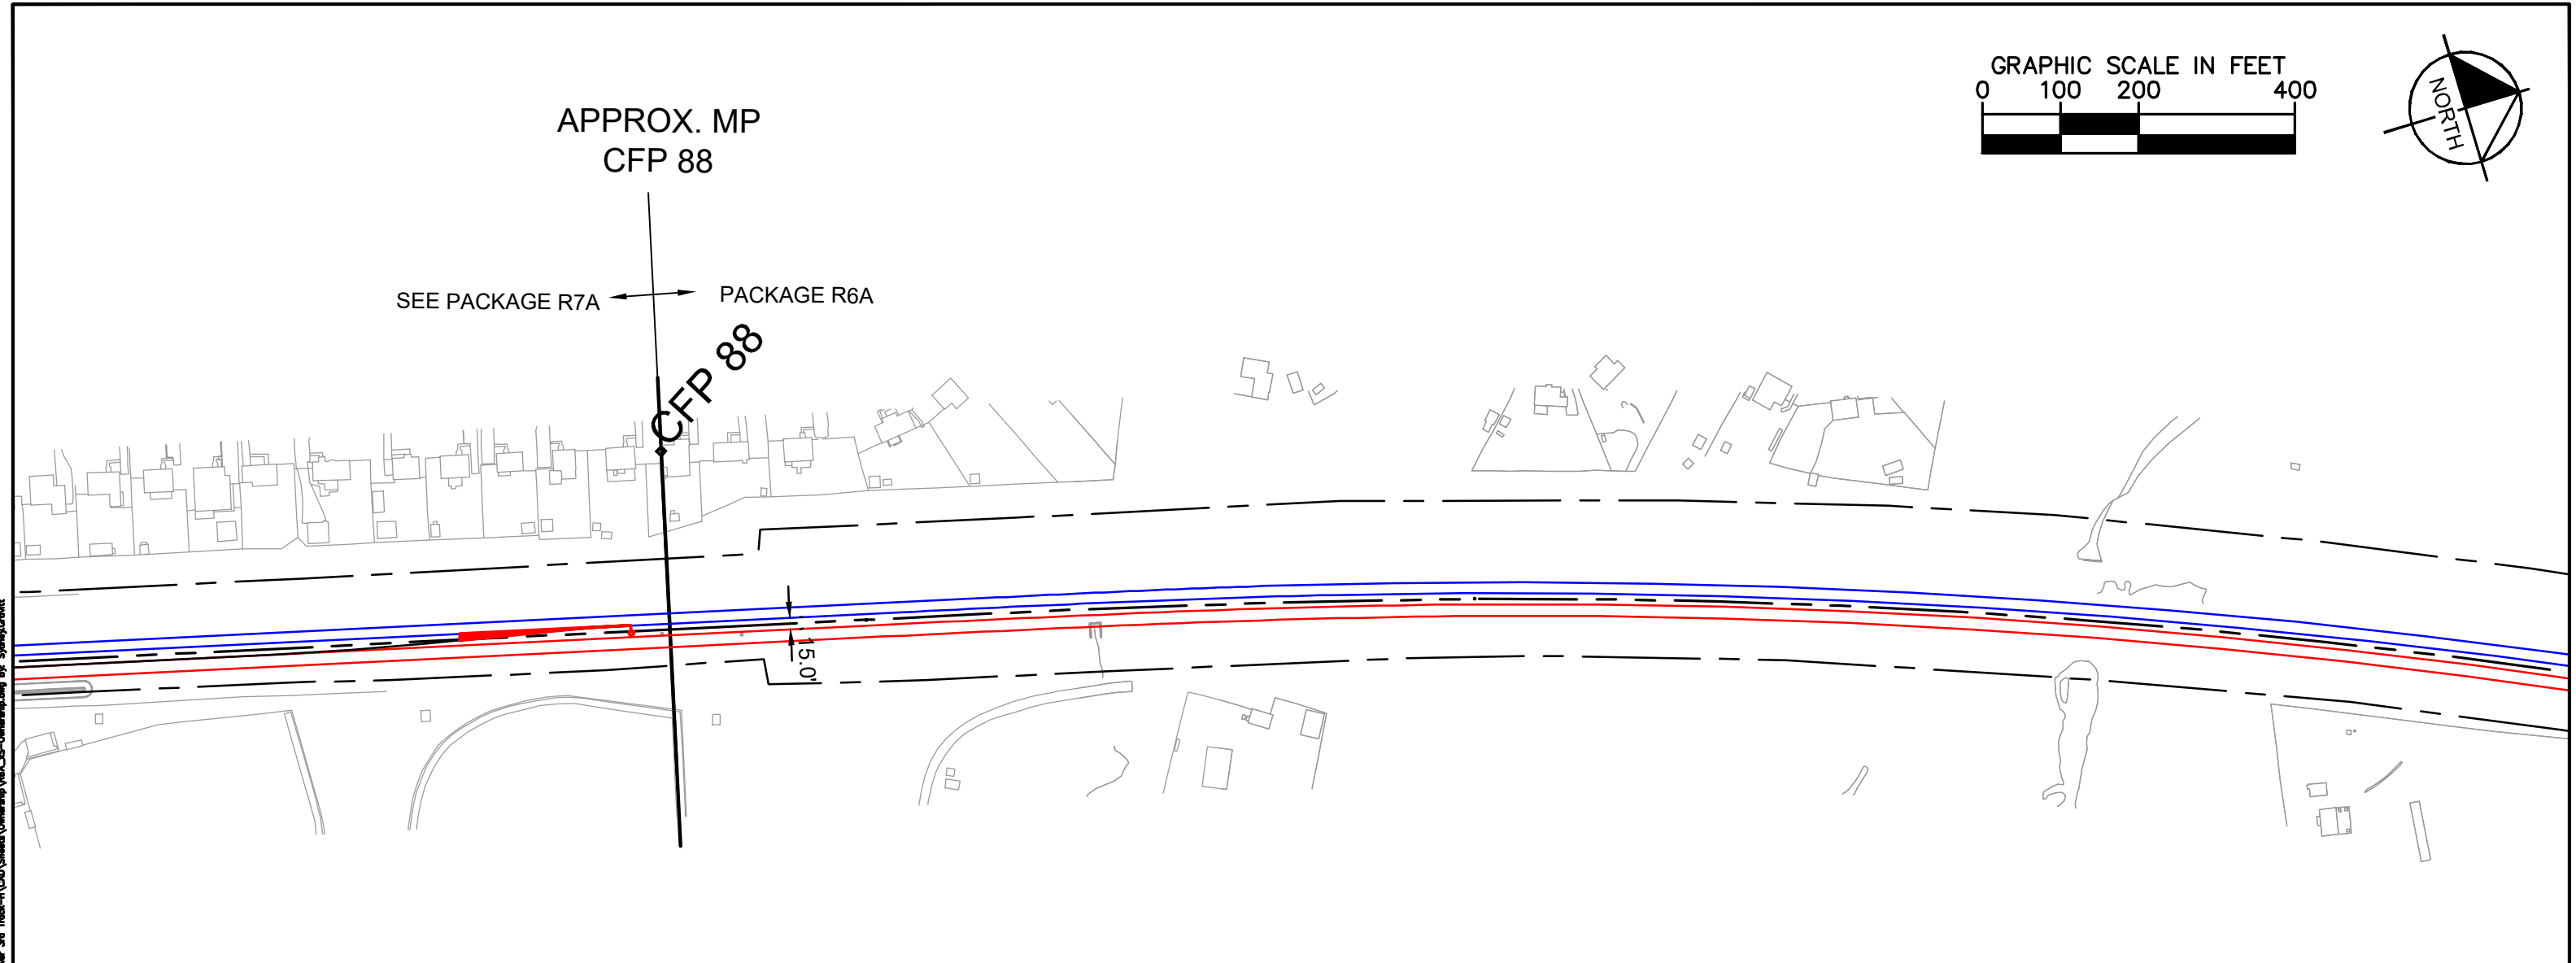 GRAPHIC SCALE IN FEET
0 100 200 400
NORTH
APPROX. MP
CFP 88
SEE PACKAGE R7A
PACKAGE R6A
CFP 88
15.0'